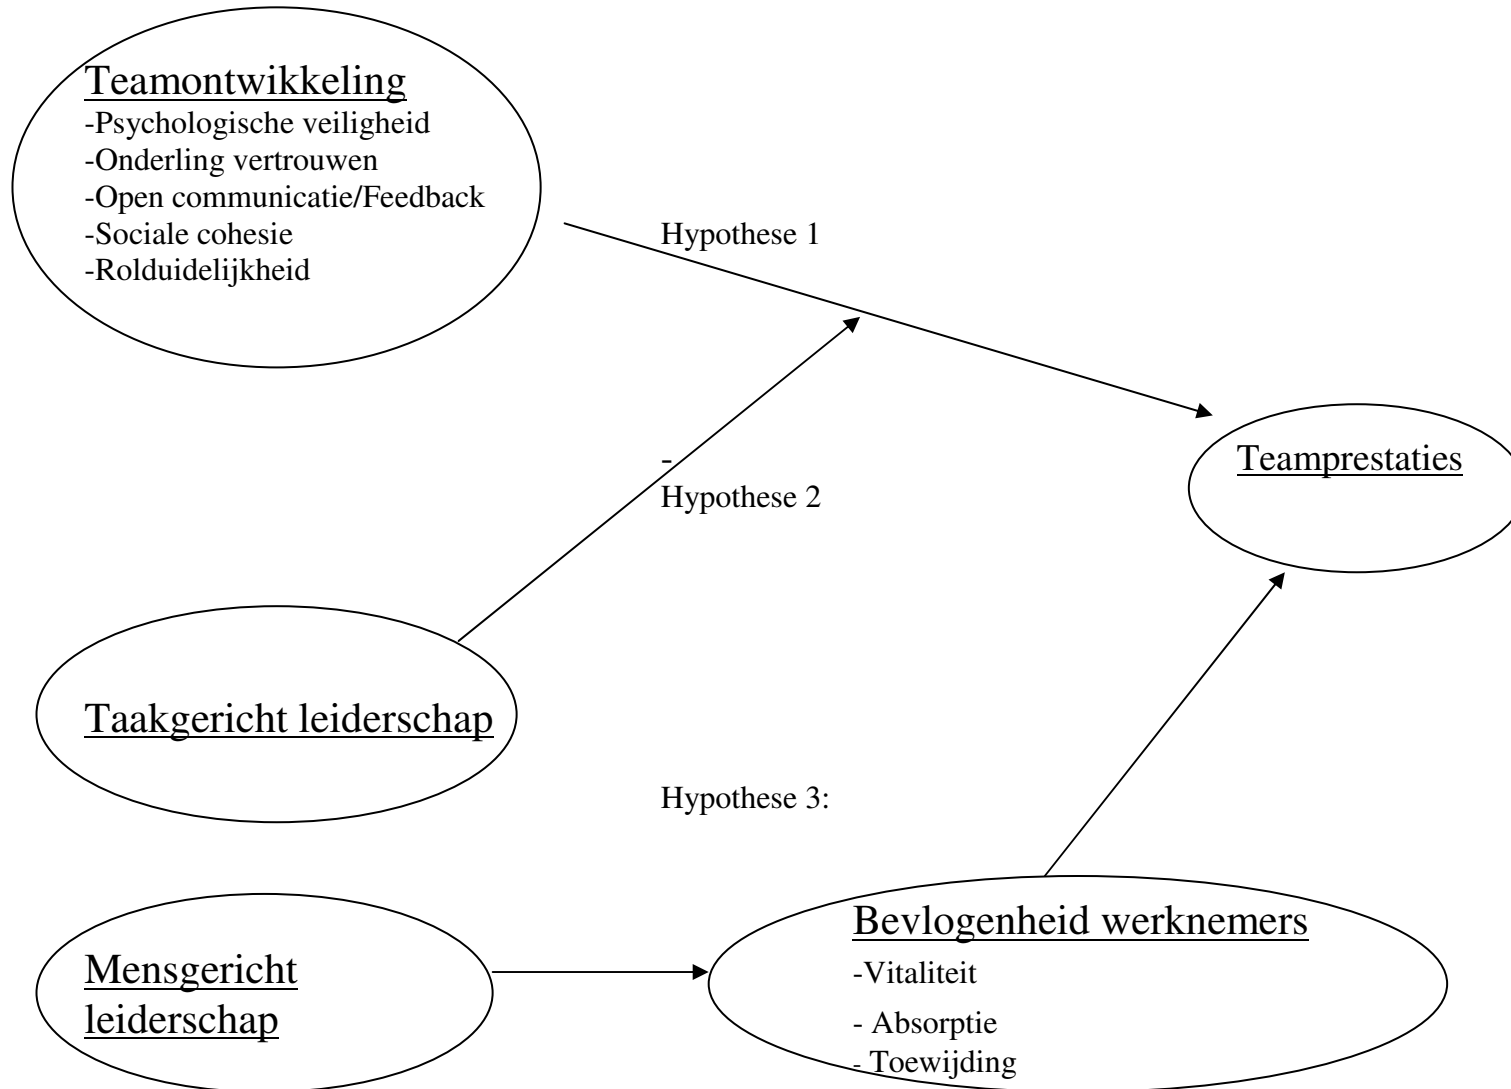 Teamontwikkeling
-Psychologische veiligheid
-Onderling vertrouwen
-Open communicatie/Feedback
-Sociale cohesie
-Rolduidelijkheid
Hypothese 1
Teamprestaties
-
Hypothese 2
Taakgericht leiderschap
Hypothese 3:
Mensgericht
leiderschap
Bevlogenheid werknemers
-Vitaliteit
- Absorptie
- Toewijding